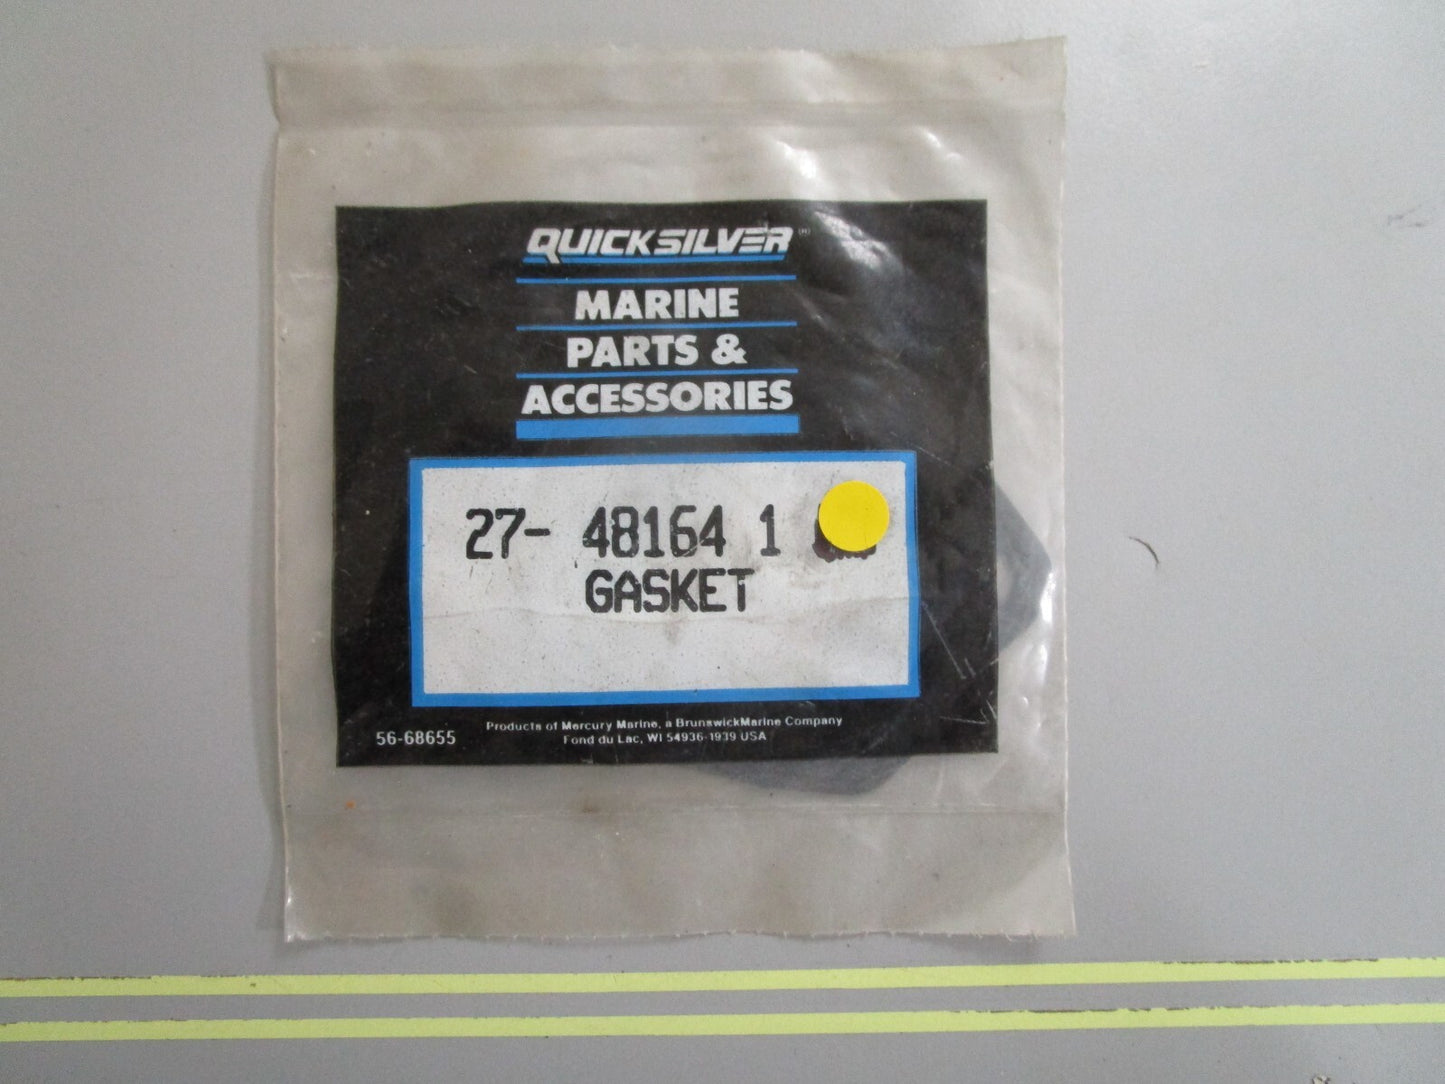 QUICKSILVER (R)
MARINE
PARTS &
ACCESSORIES
27- 48164 1
GASKET
Products of Mercury Marine, a BrunswickMarine Company
56-68655
Fond du Lac, WI 54936-1939 USA